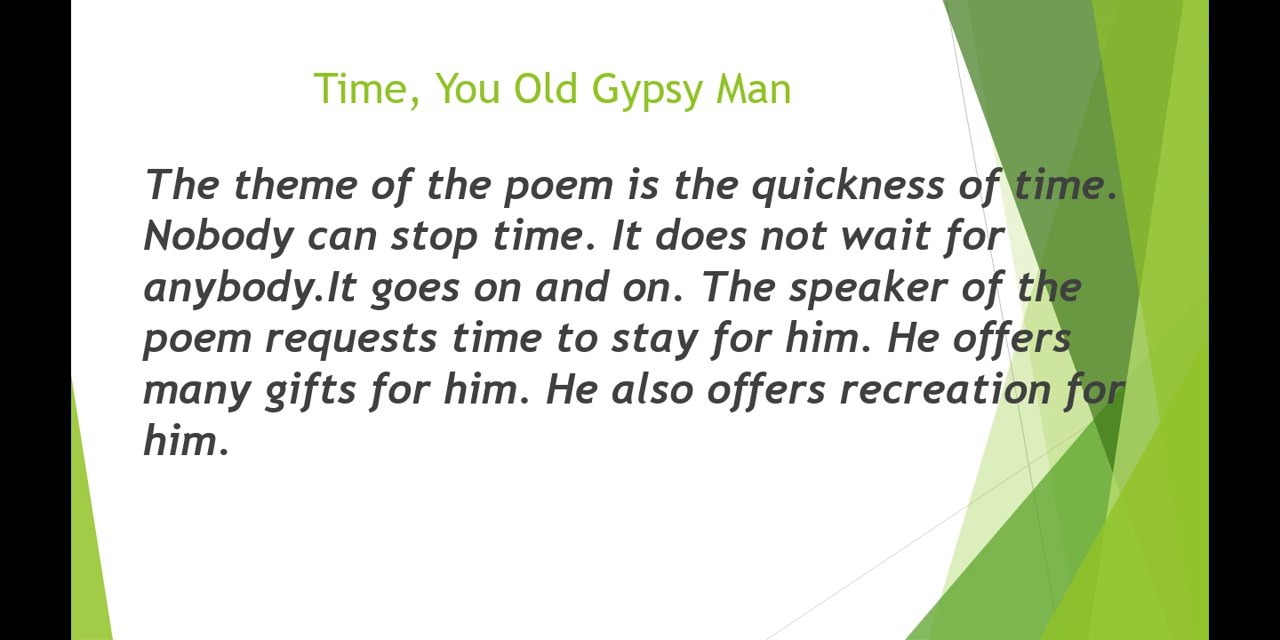 Time, You Old Gypsy Man
The theme of the poem is the quickness of time.
Nobody can stop time. It does not wait for
anybody.It goes on and on. The speaker of the
poem requests time to stay for him. He offers
many gifts for him. He also offers recreation for
him.